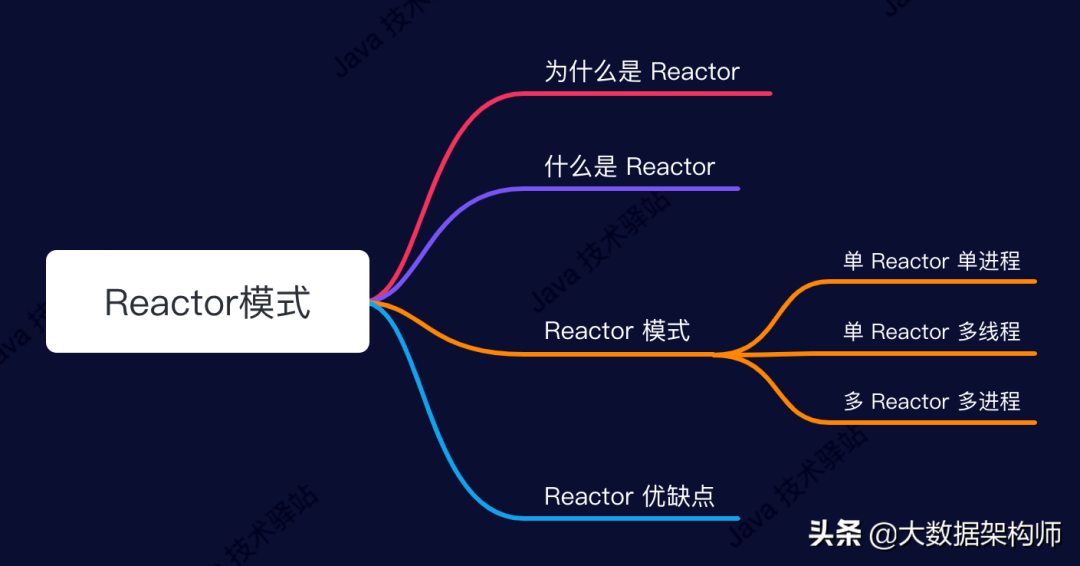 Java 技术驿站
为什么是 Reactor
什么是 Reactor
Java 技术驿站
单 Reactor 单进程
Reactor模式
Reactor 模式
单 Reactor 多线程
多 Reactor 多进程
Reactor 优缺点
Java 技术驿站
头条 @大数据架构师
技术驿站